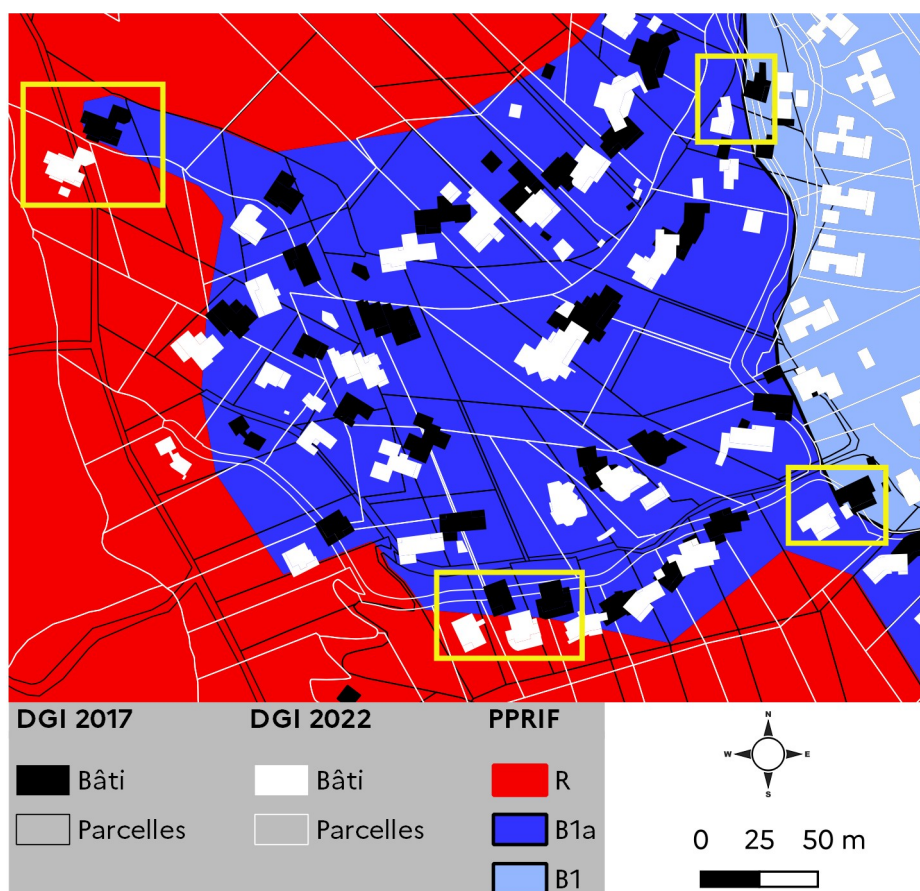 DGI 2017
DGI 2022
PPRIF
Bâti
Bâti
R
Parcelles
Parcelles
B1a
B1
N
W
E
S
0 25 50 m